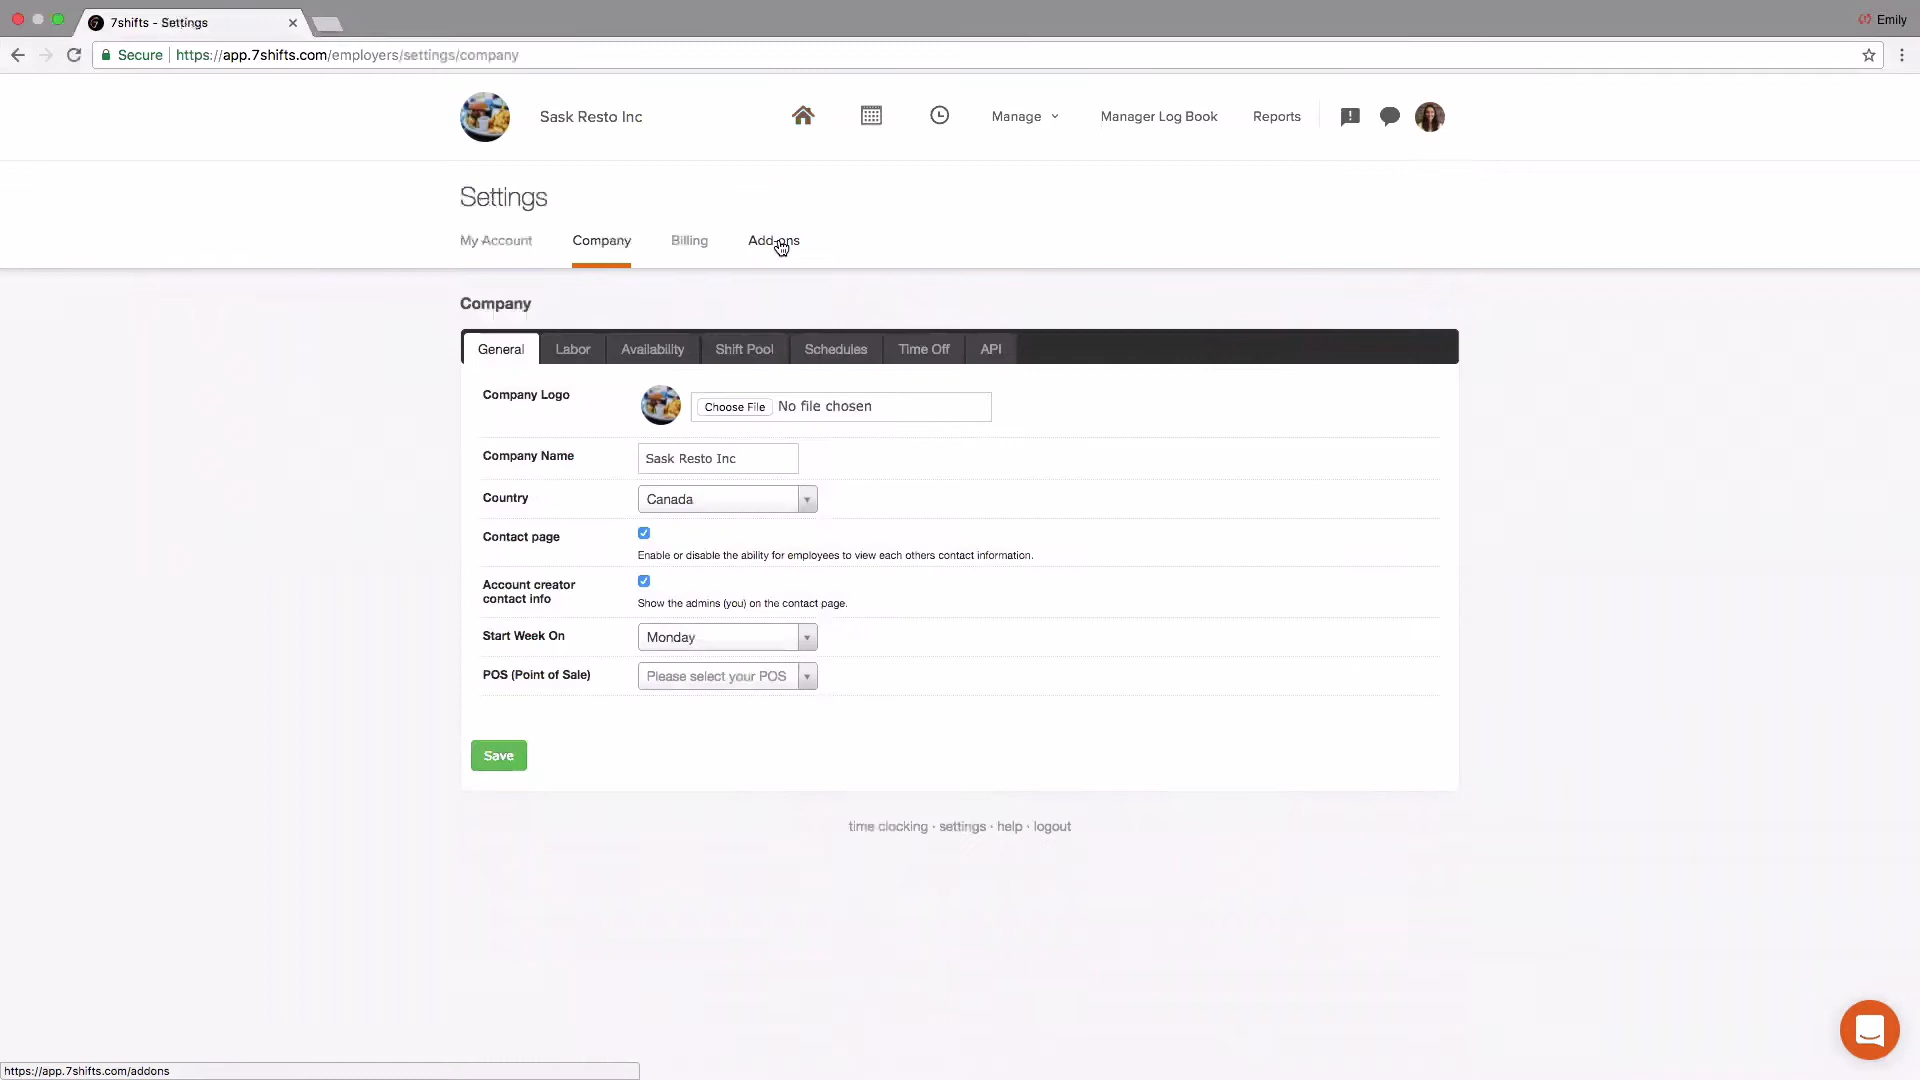 7shifts - Settings
Emily
Secure https://app.7shifts.com/employers/settings/company
Sask Resto Inc
Manage
Manager Log Book
Reports
Settings
My Account
Company
Billing
Add-ons
Company
General
Labor
Availability
Shift Pool
Schedules
Time Off
API
Company Logo
Choose File No file chosen
Company Name
Sask Resto Inc
Country
Canada
Contact page
Enable or disable the ability for employees to view each others contact information.
Account creator
contact info
Show the admins (you) on the contact page.
Start Week On
Monday
POS (Point of Sale)
Please select your POS
Save
time clocking · settings · help · logout
https://app.7shifts.com/addons